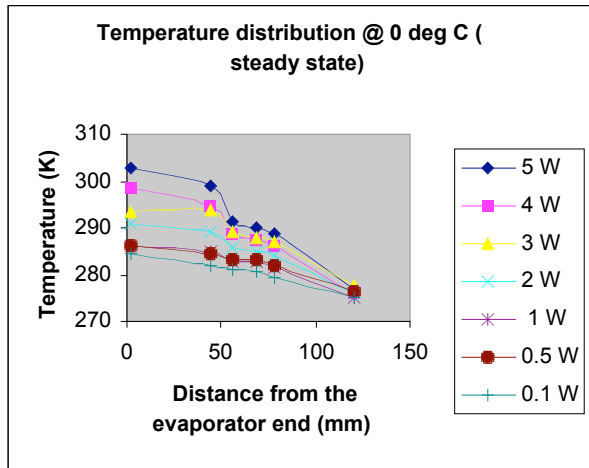 Temperature distribution @ 0 deg C (
steady state)
310
300
290
280
270
Temperature (K)
0
50
100
150
Distance from the
evaporator end (mm)
5 W
4 W
3 W
2 W
1 W
0.5 W
0.1 W